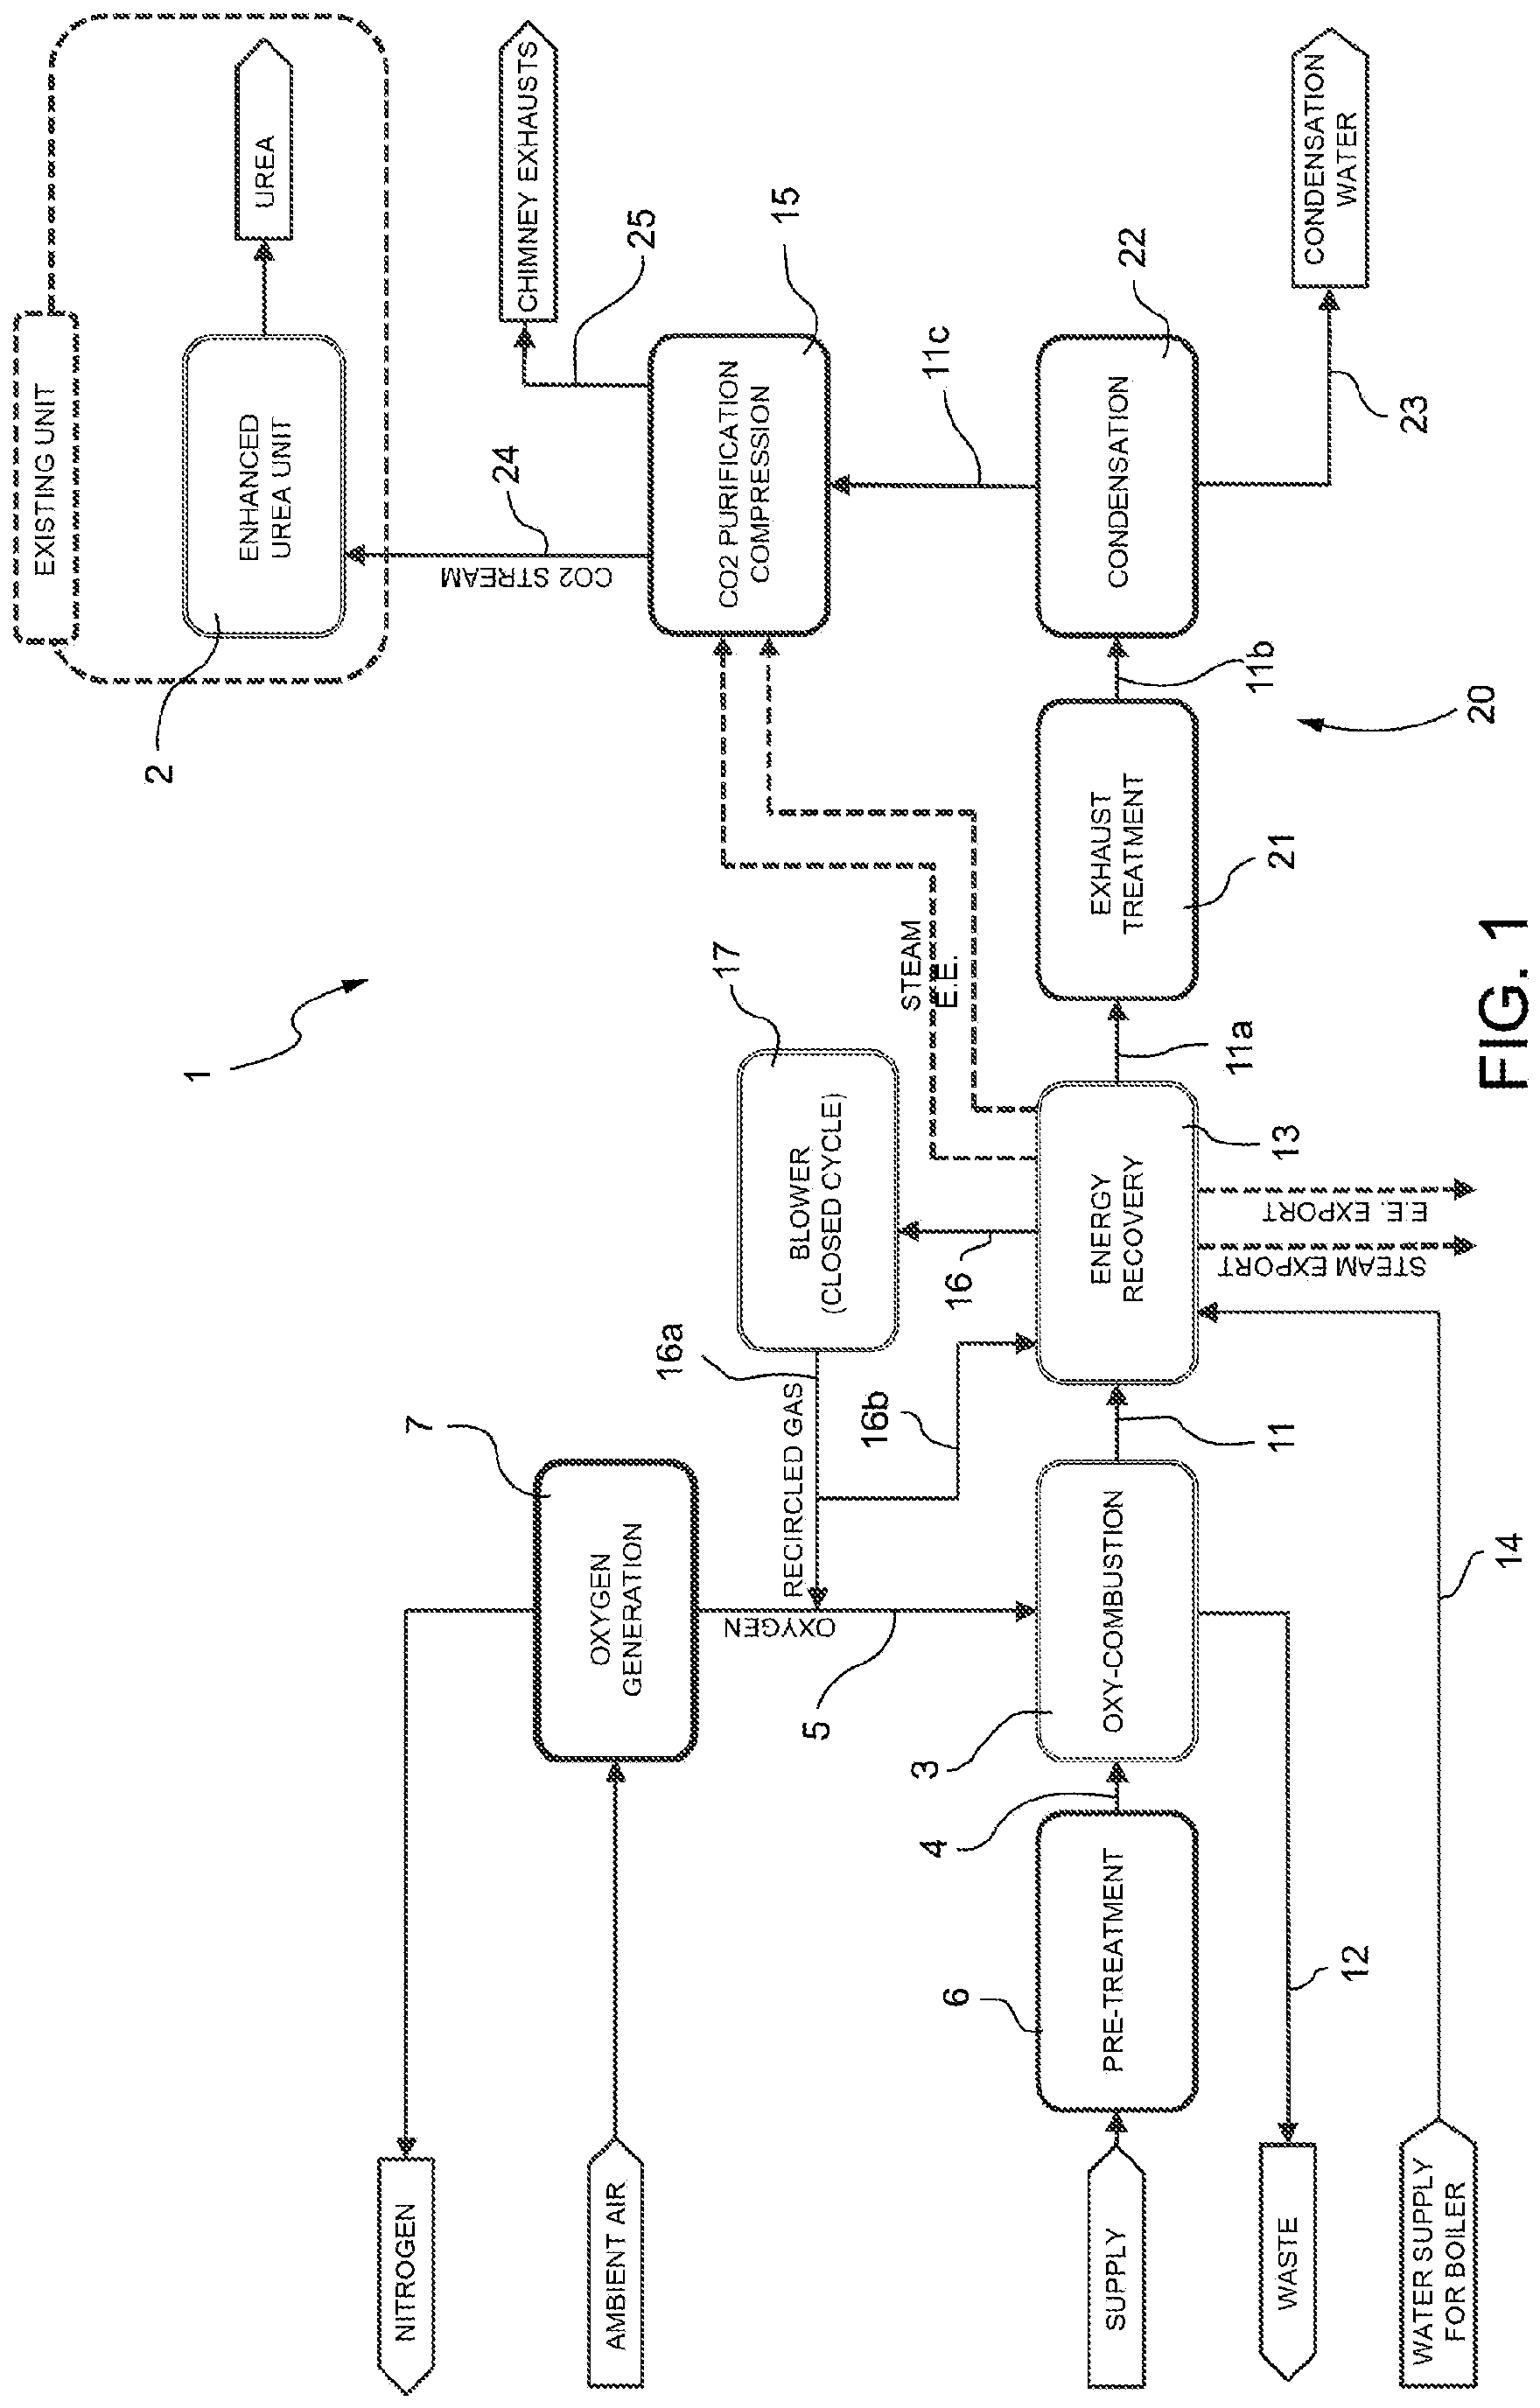 EXISTING UNIT
ENHANCED
UREA UNIT
UREA
2
1
NITROGEN
AMBIENT AIR
OXYGEN
GENERATION
7
CHIMNEY EXHAUSTS
25
24
CO2 STREAM
CO2 PURIFICATION
COMPRESSION
15
OXYGEN
5
RECIRCLED GAS
16a
16b
BLOWER
(CLOSED CYCLE)
17
16
STEAM
E.E.
11c
SUPPLY
PRE-TREATMENT
6
4
3
OXY-COMBUSTION
11
ENERGY
RECOVERY
13
11a
EXHAUST
TREATMENT
21
11b
CONDENSATION
22
23
CONDENSATION
WATER
WASTE
12
STEAM EXPORT
E.E. EXPORT
20
WATER SUPPLY
FOR BOILER
14
FIG. 1